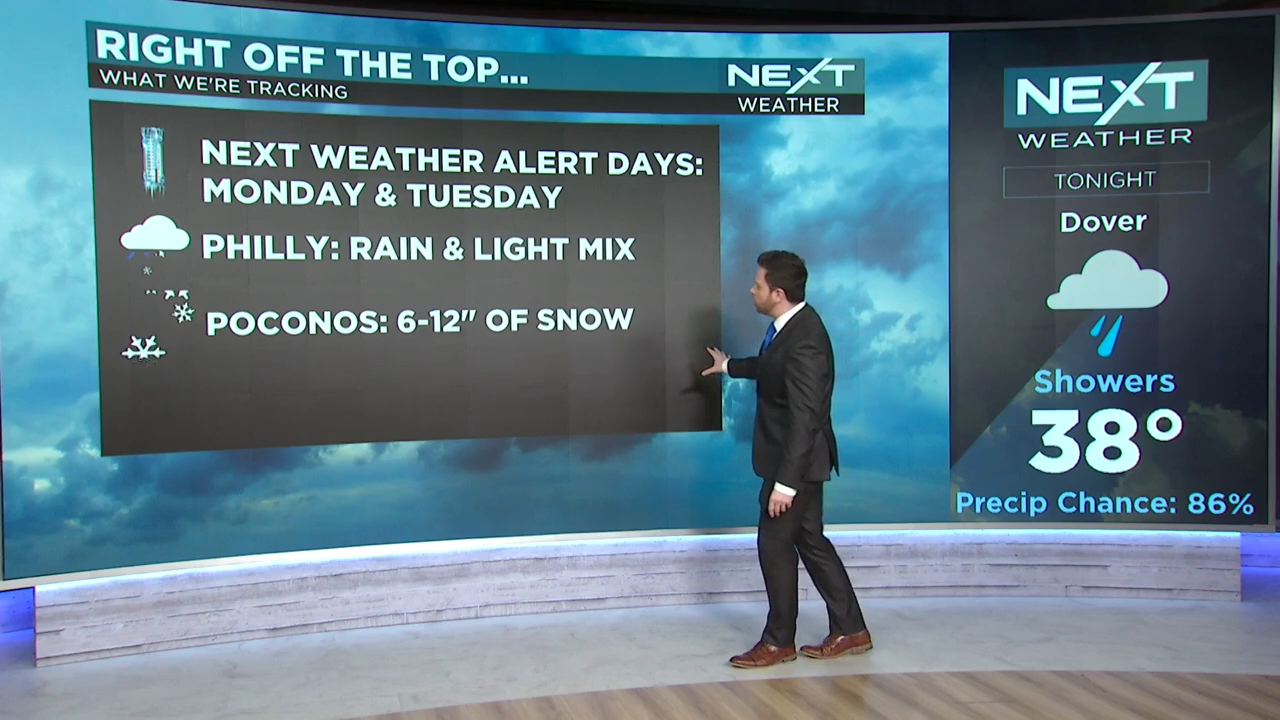 RIGHT OFF THE TOP...
WHAT WE'RE TRACKING
NEXT
WEATHER
NEXT WEATHER ALERT DAYS:
MONDAY & TUESDAY
PHILLY: RAIN & LIGHT MIX
POCONOS: 6-12" OF SNOW
NEXT
WEATHER
TONIGHT
Dover
Showers
38°
Precip Chance: 86%